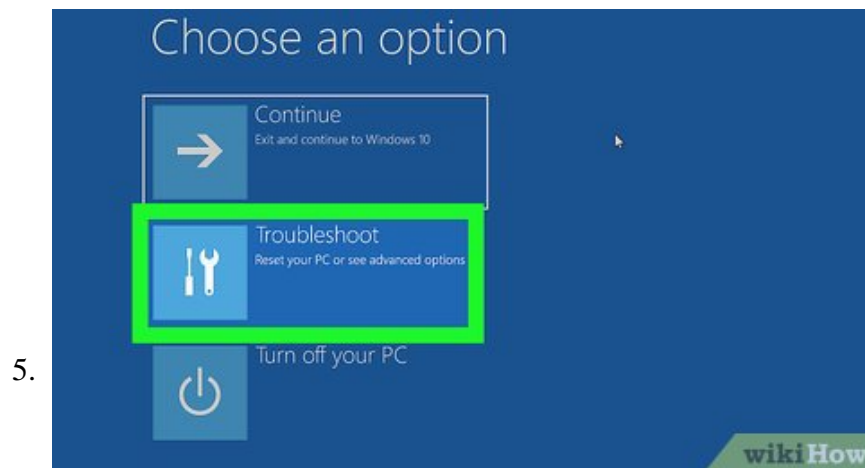 Choose an option
Continue
Exit and continue to Windows 10
Troubleshoot
Reset your PC or see advanced options
Turn off your PC
5.
wikiHow